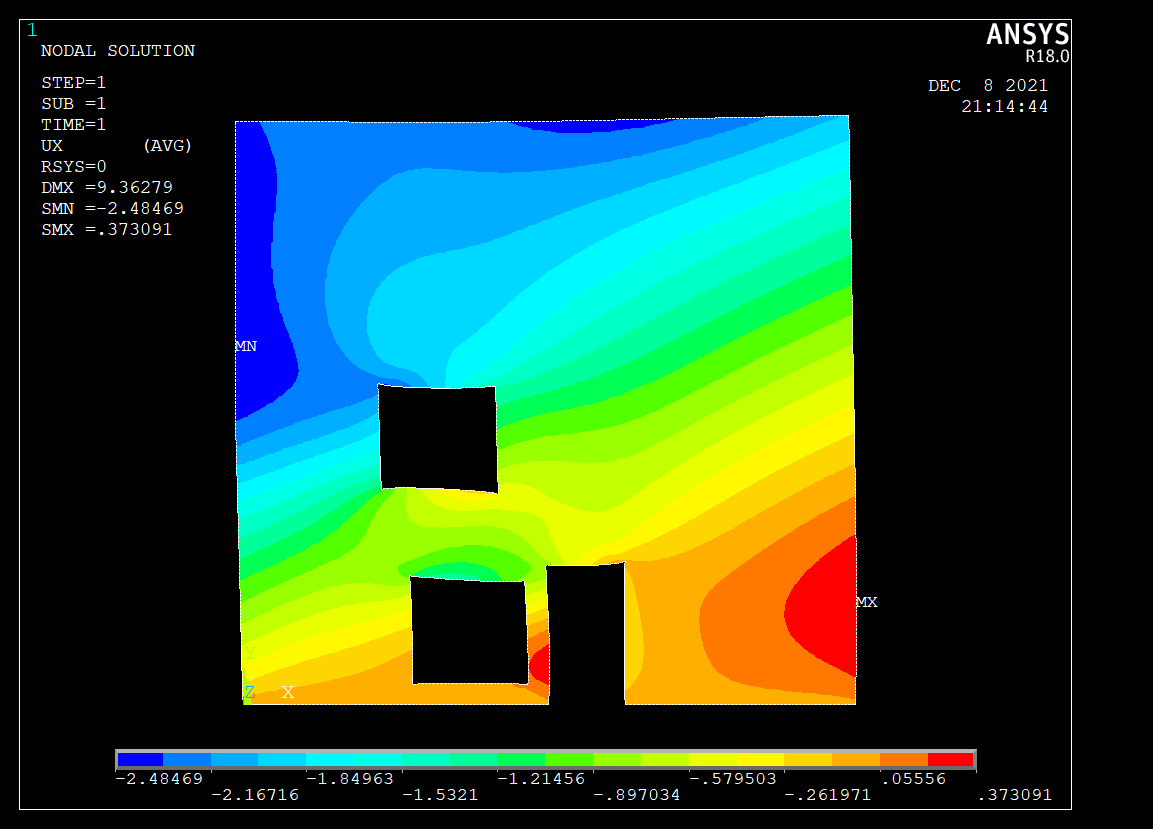 1
ANSYS
R18.0
NODAL SOLUTION
STEP=1
SUB =1
TIME=1
UX (AVG)
RSYS=0
DMX =9.36279
SMN =-2.48469
SMX =.373091
DEC 8 2021
21:14:44
MN
MX
Y
Z X
-2.48469 -1.84963 -1.21456 -.579503 .05556
-2.16716 -1.5321 -.897034 -.261971 .373091